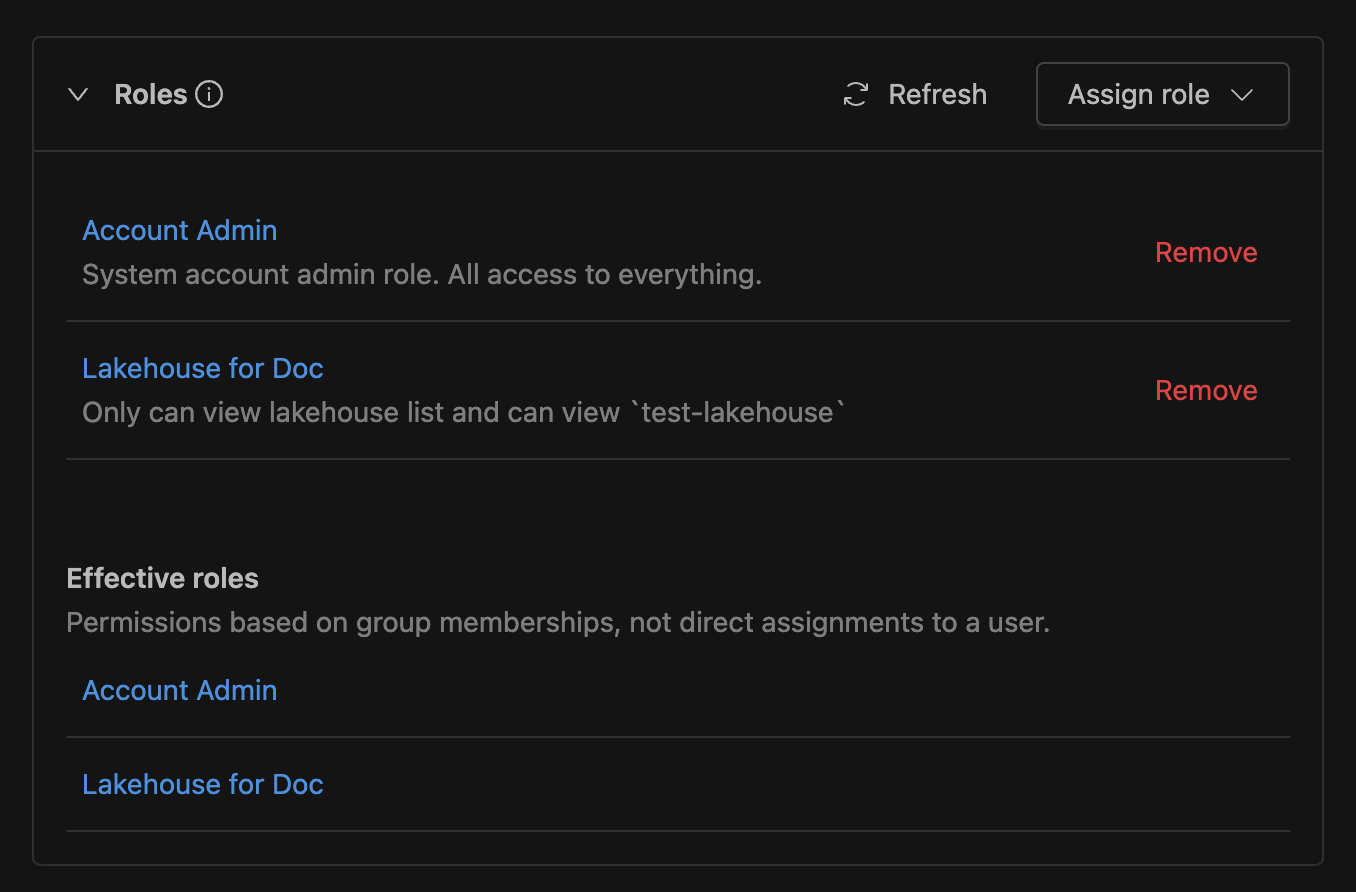 Roles
Refresh
Assign role
Account Admin
System account admin role. All access to everything.
Remove
Lakehouse for Doc
Only can view lakehouse list and can view `test-lakehouse`
Remove
Effective roles
Permissions based on group memberships, not direct assignments to a user.
Account Admin
Lakehouse for Doc